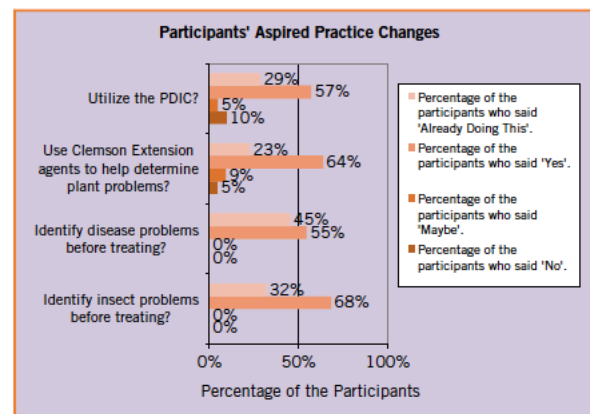 Participants' Aspired Practice Changes
Utilize the PDIC?
29%
57%
5%
10%
Use Clemson Extension
agents to help determine
plant problems?
23%
64%
9%
5%
Identify disease problems
before treating?
45%
55%
0%
0%
Identify insect problems
before treating?
32%
68%
0%
0%
0%
50%
100%
Percentage of the Participants
Percentage of the
participants who said
'Already Doing This'.
Percentage of the
participants who said 'Yes'.
Percentage of the
participants who said
'Maybe'.
Percentage of the
participants who said 'No'.